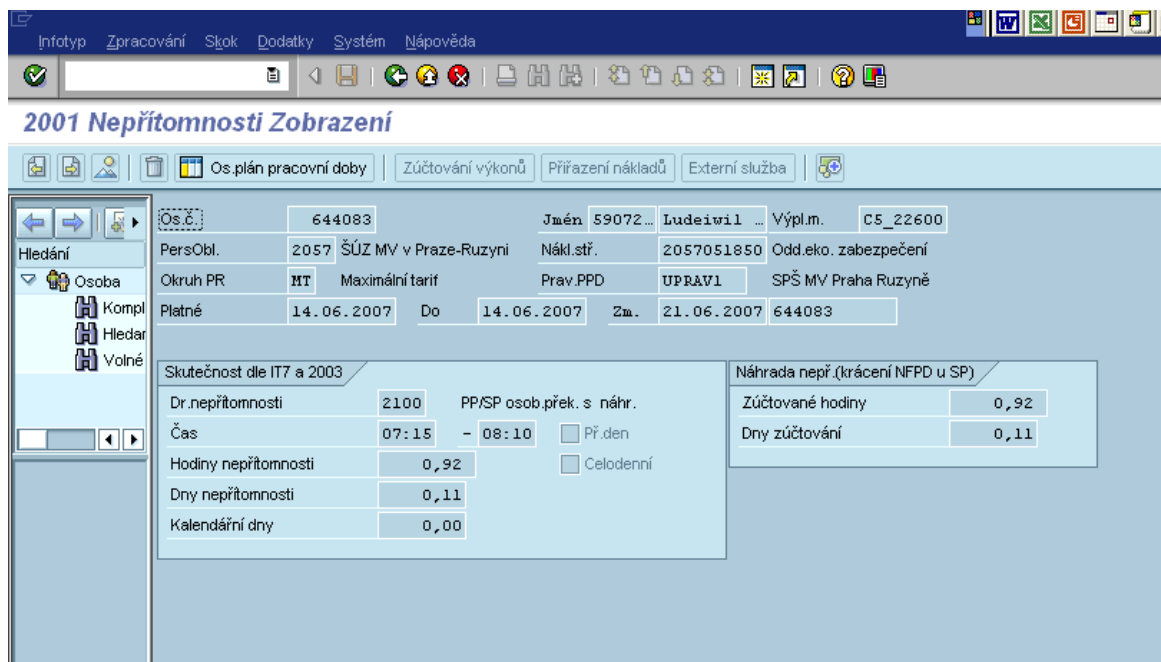 Infotyp Zpracování Skok Dodatky Systém Nápověda
2001 Nepřítomnosti Zobrazení
Os.plán pracovní doby Zúčtování výkonů Přiřazení nákladů Externí služba
Os.č. 644083 Jmén 59072… Ludeiwil … Výpl.m. C5_22600
Hledání
PersObl. 2057 ŠÚZ MV v Praze-Ruzyni Nákl.stř. 2057051850 Odd.eko. zabezpečení
Osoba
Okruh PR MT Maximální tarif Prav.PPD UPRAV1 SPŠ MV Praha Ruzyně
Kompl
Platné 14.06.2007 Do 14.06.2007 Zm. 21.06.2007 644083
Hledar
Volné
Skutečnost dle IT7 a 2003 Náhrada nepř.(krácení NFPD u SP)
Dr.nepřítomnosti 2100 PP/SP osob.přek. s náhr. Zúčtované hodiny 0,92
Čas 07:15 - 08:10 Př.den Dny zúčtování 0,11
Hodiny nepřítomnosti 0,92 Celodenní
Dny nepřítomnosti 0,11
Kalendářní dny 0,00